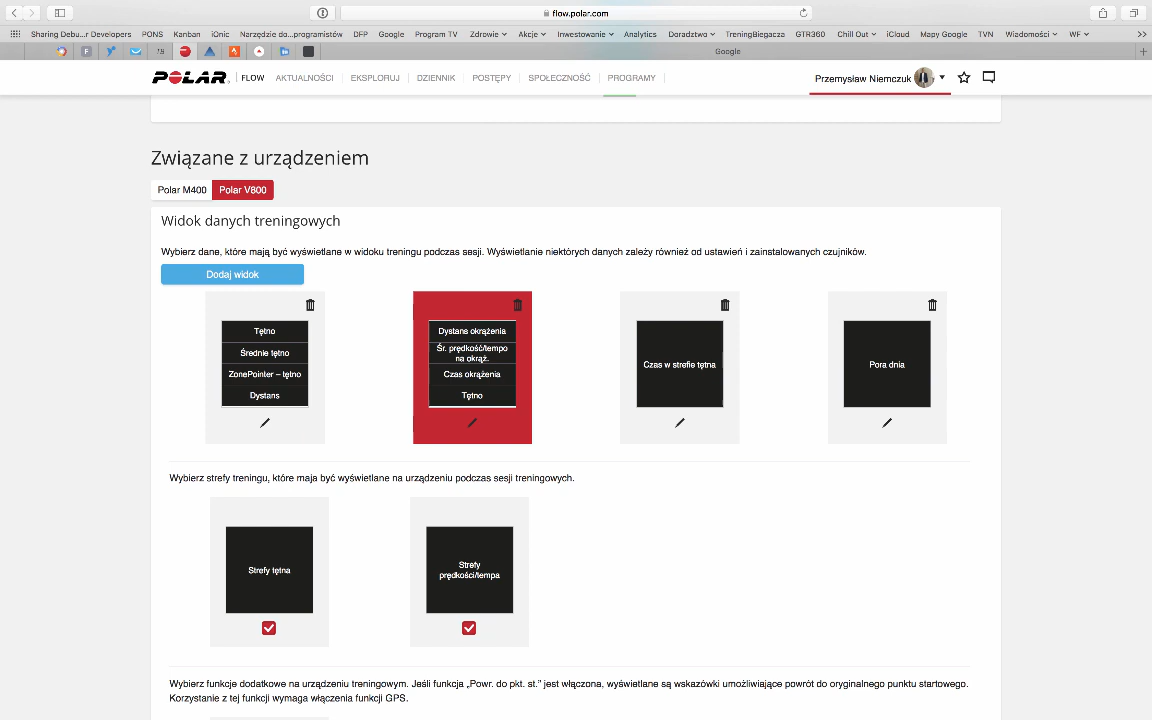 flow.polar.com
Sharing Debu...r Developers PONS Kanban iOnic Narzędzie do...programistów DFP Google Program TV Zdrowie Akcje Inwestowanie Analytics Doradztwo TreningBiegacza GTR360 Chill Out iCloud Mapy Google TVN Wiadomości WF
Google
POLAR FLOW AKTUALNOŚCI EKSPLORUJ DZIENNIK POSTĘPY SPOŁECZNOŚĆ PROGRAMY Przemysław Niemczuk
Związane z urządzeniem
Polar M400 Polar V800
Widok danych treningowych
Wybierz dane, które mają być wyświetlane w widoku treningu podczas sesji. Wyświetlanie niektórych danych zależy również od ustawień i zainstalowanych czujników.
Dodaj widok
Tętno
Średnie tętno
ZonePointer – tętno
Dystans
Dystans okrążenia
Śr. prędkość/tempo
na okrąż.
Czas okrążenia
Tętno
Czas w strefie tętna
Pora dnia
Wybierz strefy treningu, które maja być wyświetlane na urządzeniu podczas sesji treningowych.
Strefy tętna
Strefy
prędkości/tempa
Wybierz funkcje dodatkowe na urządzeniu treningowym. Jeśli funkcja „Powr. do pkt. st.” jest włączona, wyświetlane są wskazówki umożliwiające powrót do oryginalnego punktu startowego.
Korzystanie z tej funkcji wymaga włączenia funkcji GPS.